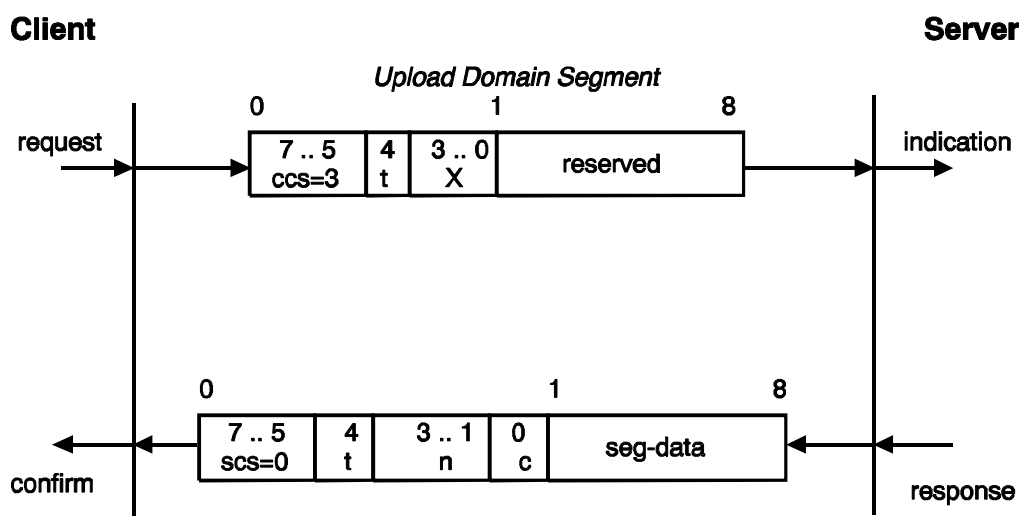 Client Server
Upload Domain Segment
0 1 8
request indication
7 .. 5 4 3 .. 0
reserved
ccs=3 t X
0 1 8
7 .. 5 4 3 .. 1 0
seg-data
scs=0 t n c
confirm response